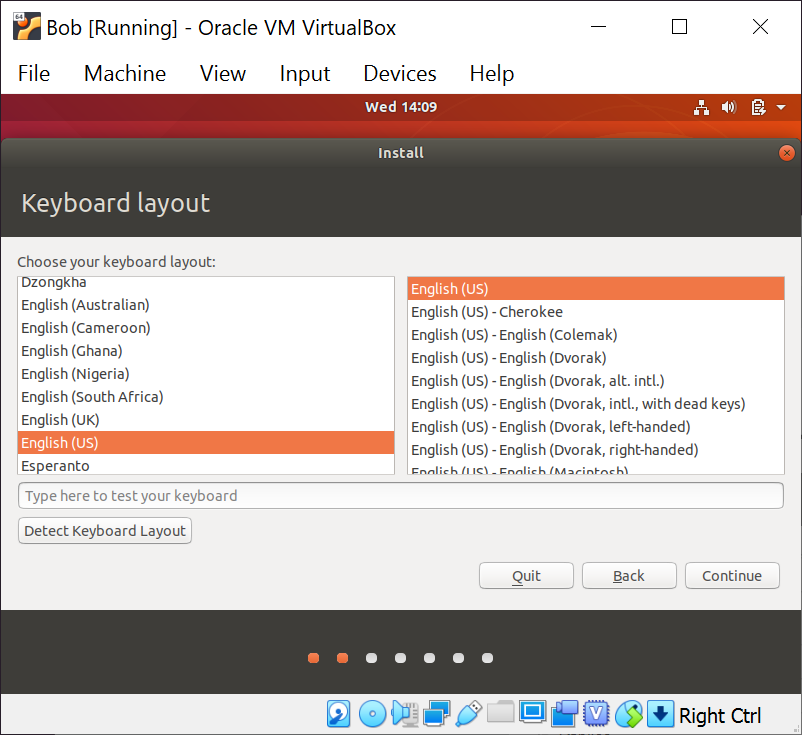 64
Bob [Running] - Oracle VM VirtualBox
File Machine View Input Devices Help
Wed 14:09
Install
Keyboard layout
Choose your keyboard layout:
Dzongkha
English (Australian)
English (Cameroon)
English (Ghana)
English (Nigeria)
English (South Africa)
English (UK)
English (US)
Esperanto
English (US)
English (US) - Cherokee
English (US) - English (Colemak)
English (US) - English (Dvorak)
English (US) - English (Dvorak, alt. intl.)
English (US) - English (Dvorak, intl., with dead keys)
English (US) - English (Dvorak, left-handed)
English (US) - English (Dvorak, right-handed)
English (US) - English (Macintosh)
Type here to test your keyboard
Detect Keyboard Layout
Quit Back Continue
V Right Ctrl